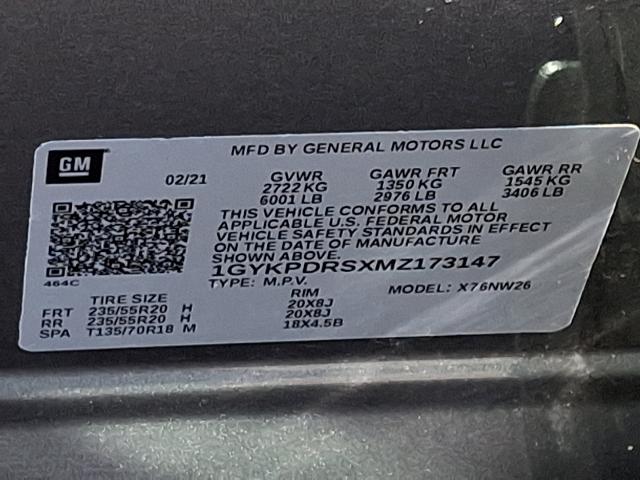 GM
MFD BY GENERAL MOTORS LLC
02/21 GVWR GAWR FRT GAWR RR
2722 KG 1350 KG 1545 KG
6001 LB 2976 LB 3406 LB
THIS VEHICLE CONFORMS TO ALL
APPLICABLE U.S. FEDERAL MOTOR
VEHICLE SAFETY STANDARDS IN EFFECT
ON THE DATE OF MANUFACTURE
SHOWN ABOVE.
1GYKPDRSXMZ173147
464C
TYPE: M.P.V. MODEL: X76NW26
TIRE SIZE RIM
FRT 235/55R20 H 20X8J
RR 235/55R20 H 20X8J
SPA T135/70R18 M 18X4.5B